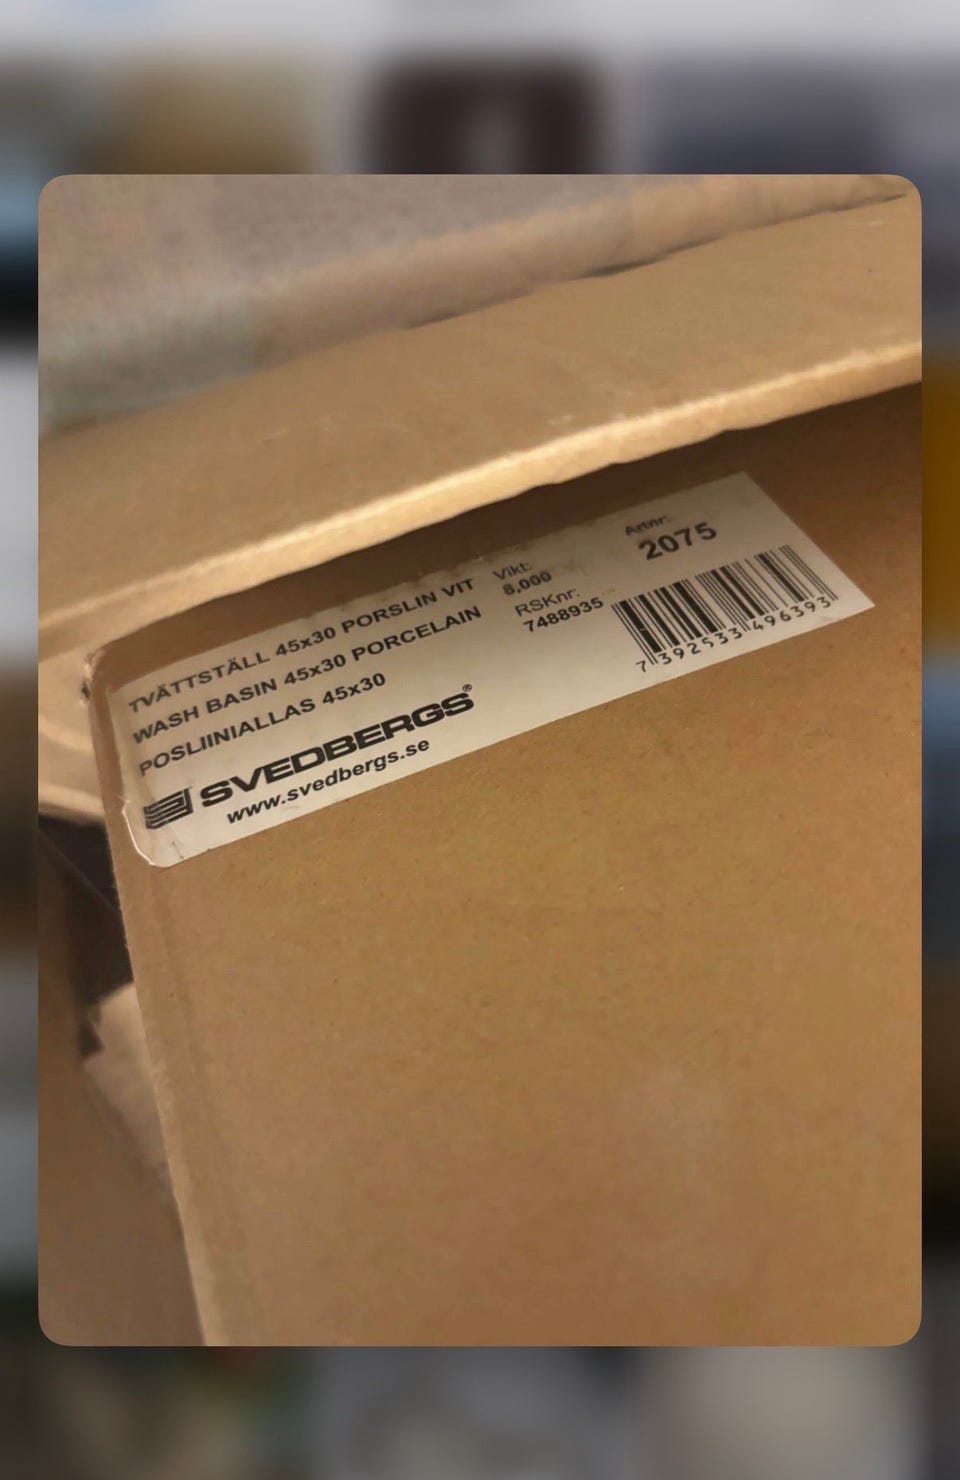 TVÄTTSTÄLL 45x30 PORSLIN VIT
WASH BASIN 45x30 PORCELAIN
POSLIINIALLAS 45x30
SVEDBERGS®
www.svedbergs.se
Vikt:
8,000
RSKnr:
7488935
Artnr:
2075
7 392533 496393